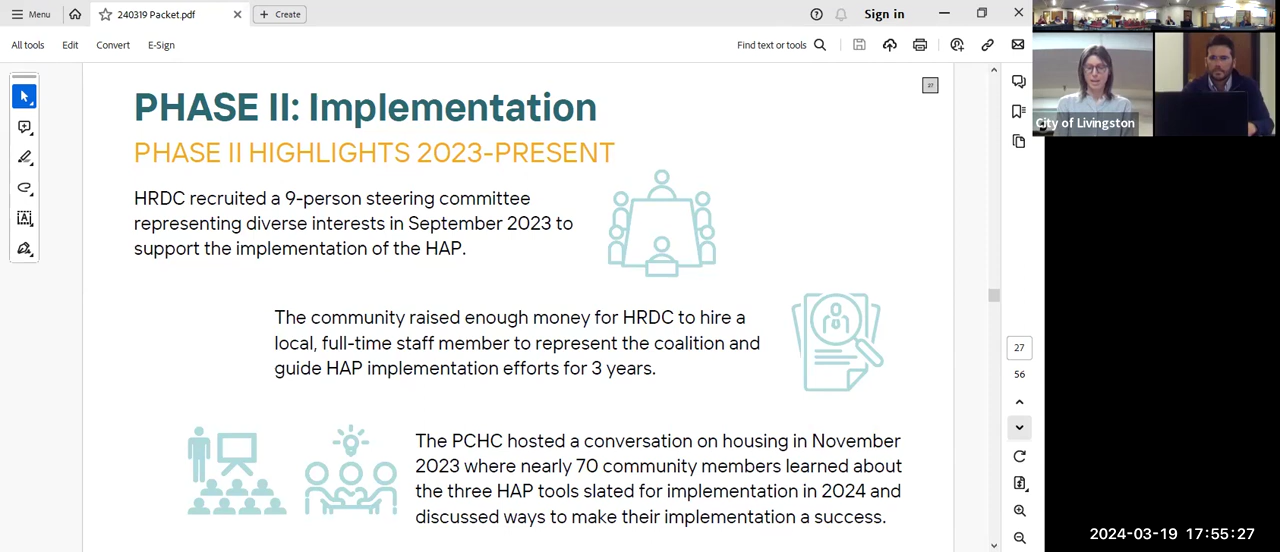 Menu
240319 Packet.pdf
Create
Sign in
All tools
Edit
Convert
E-Sign
Find text or tools
27
PHASE II: Implementation
PHASE II HIGHLIGHTS 2023-PRESENT
HRDC recruited a 9-person steering committee
representing diverse interests in September 2023 to
support the implementation of the HAP.
The community raised enough money for HRDC to hire a
local, full-time staff member to represent the coalition and
guide HAP implementation efforts for 3 years.
The PCHC hosted a conversation on housing in November
2023 where nearly 70 community members learned about
the three HAP tools slated for implementation in 2024 and
discussed ways to make their implementation a success.
27
56
City of Livingston
2024-03-19 17:55:27